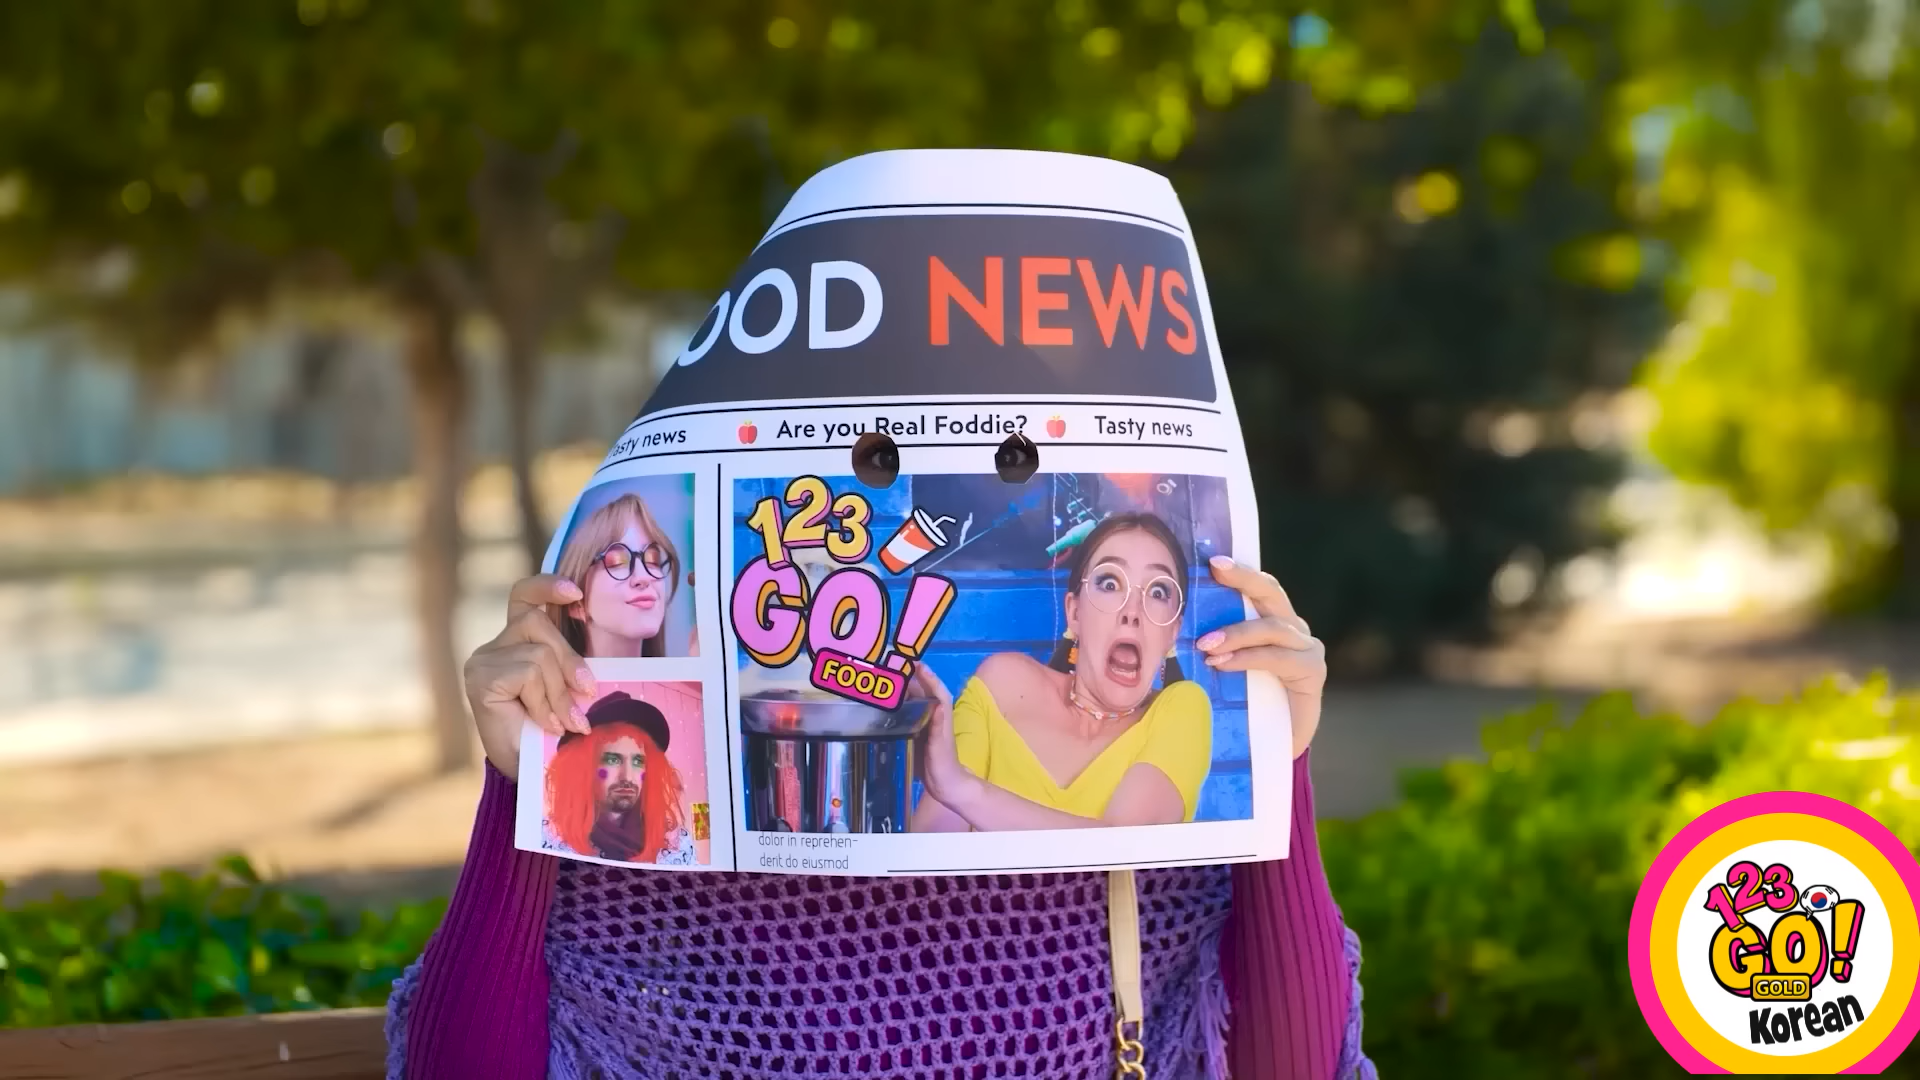 OOD NEWS
asty news
Are you Real Foddie?
Tasty news
123
GO!
FOOD
dolor in reprehen-
derit do eiusmod
123
GO!
GOLD
Korean